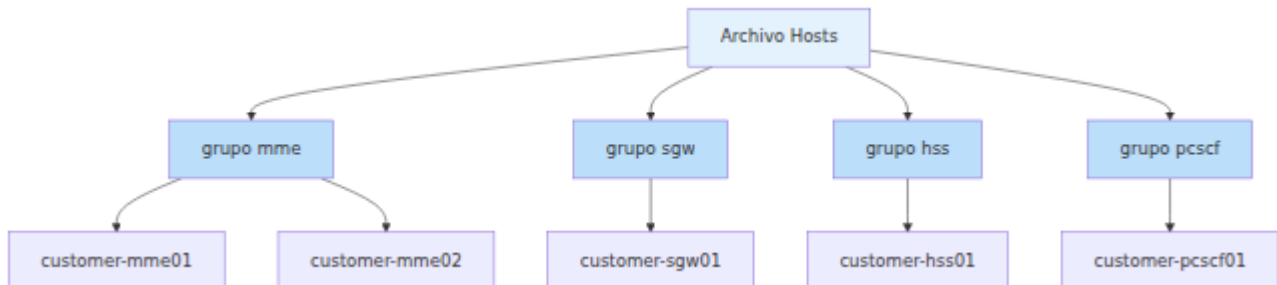 Archivo Hosts
grupo mme
grupo sgw
grupo hss
grupo pcscf
customer-mme01
customer-mme02
customer-sgw01
customer-hss01
customer-pcscf01